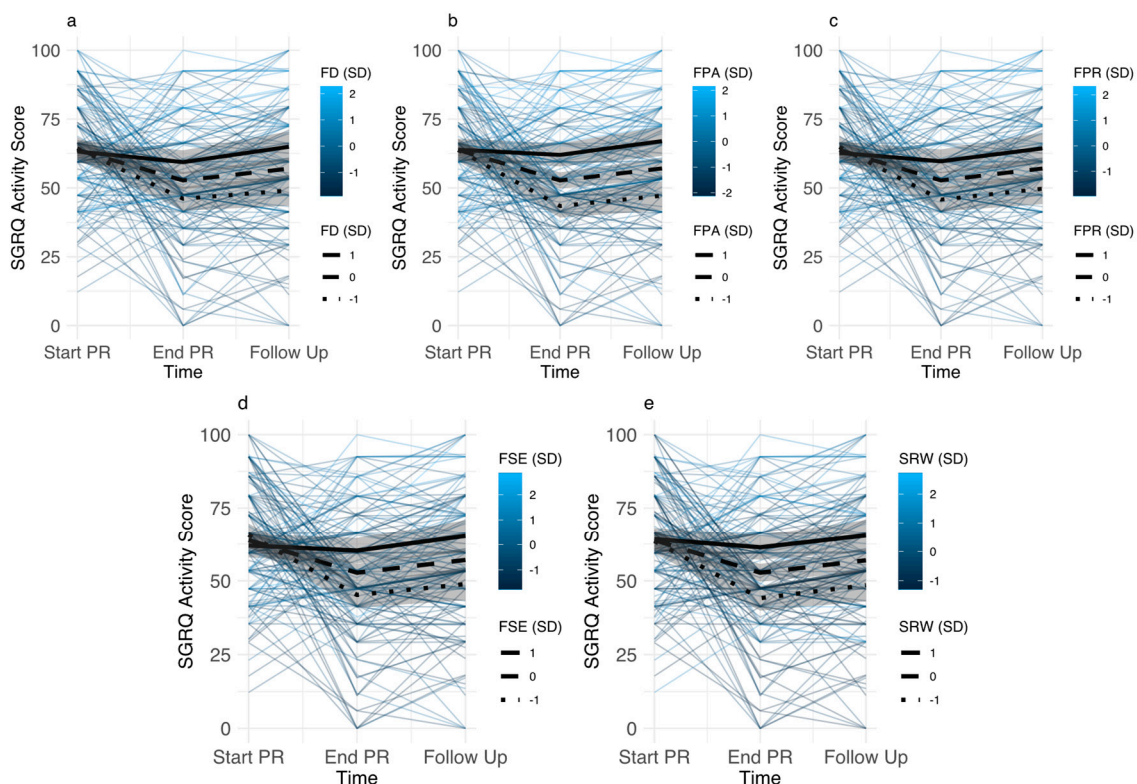 a
SGRQ Activity Score
100
75
50
25
0
Start PR End PR Follow Up
Time
FD (SD)
2
1
0
-1
FD (SD)
1
0
-1
b
SGRQ Activity Score
100
75
50
25
0
Start PR End PR Follow Up
Time
FPA (SD)
2
1
0
-1
-2
FPA (SD)
1
0
-1
c
SGRQ Activity Score
100
75
50
25
0
Start PR End PR Follow Up
Time
FPR (SD)
2
1
0
-1
FPR (SD)
1
0
-1
d
SGRQ Activity Score
100
75
50
25
0
Start PR End PR Follow Up
Time
FSE (SD)
2
1
0
-1
FSE (SD)
1
0
-1
e
SGRQ Activity Score
100
75
50
25
0
Start PR End PR Follow Up
Time
SRW (SD)
2
1
0
-1
SRW (SD)
1
0
-1